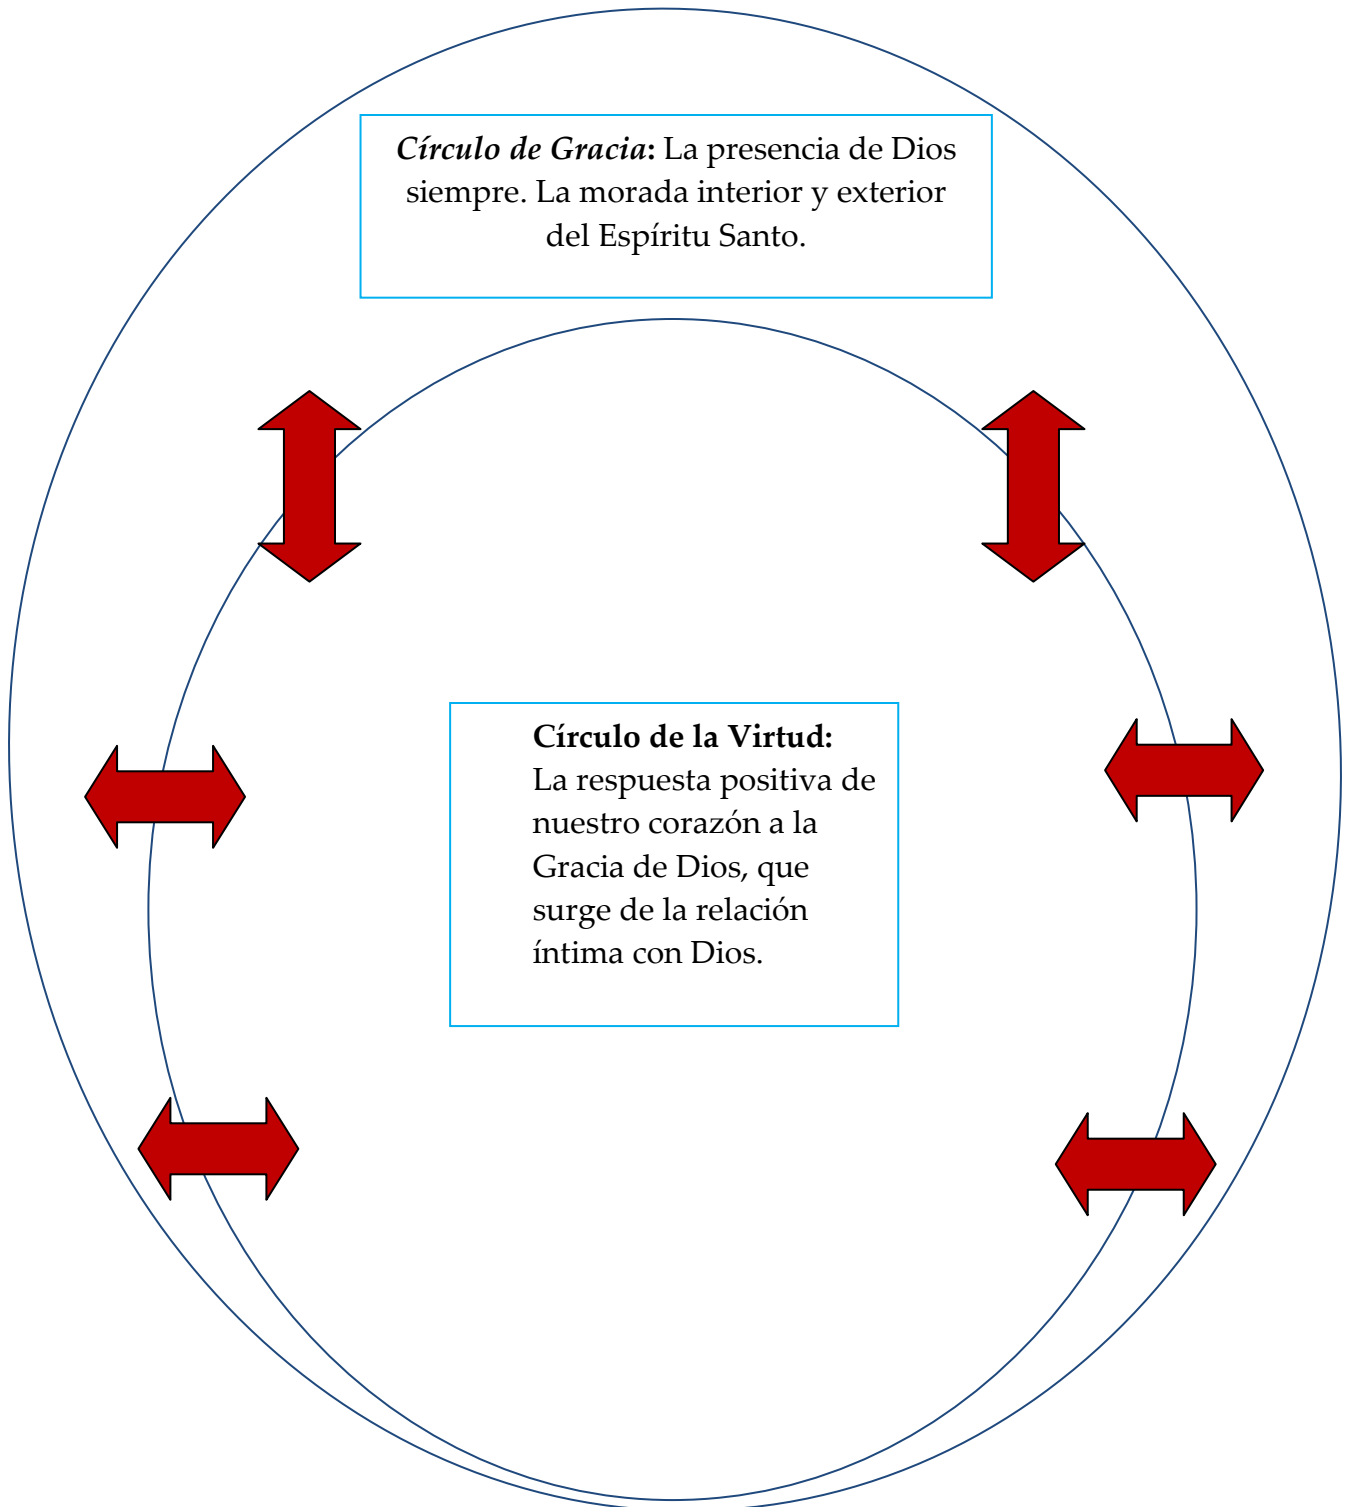 Círculo de Gracia: La presencia de Dios
siempre. La morada interior y exterior
del Espíritu Santo.
Círculo de la Virtud:
La respuesta positiva de
nuestro corazón a la
Gracia de Dios, que
surge de la relación
íntima con Dios.